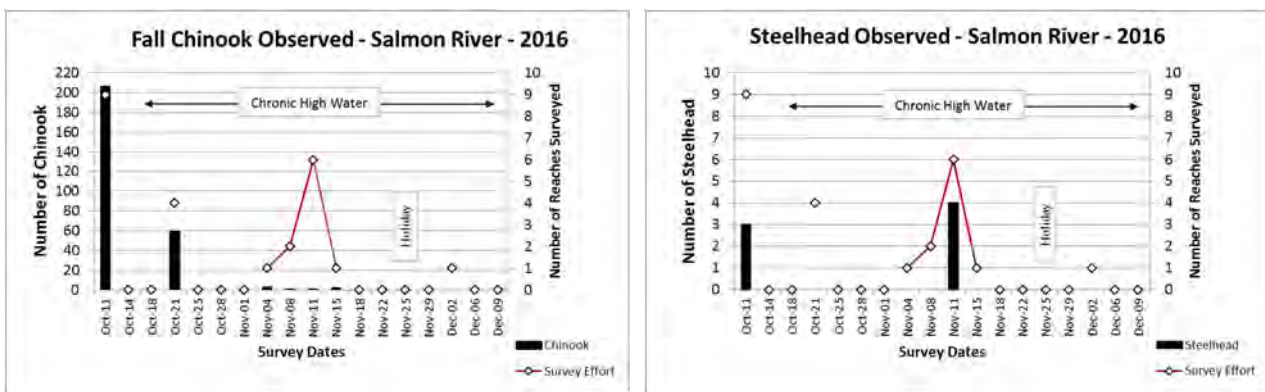 Fall Chinook Observed - Salmon River - 2016
Number of Chinook
220
200
180
160
140
120
100
80
60
40
20
0
Chronic High Water
Holiday
10
9
8
7
6
5
4
3
2
1
0
Number of Reaches Surveyed
Oct-11
Oct-14
Oct-18
Oct-21
Oct-25
Oct-28
Nov-01
Nov-04
Nov-08
Nov-11
Nov-15
Nov-18
Nov-22
Nov-25
Nov-29
Dec-02
Dec-06
Dec-09
Survey Dates
Chinook
Survey Effort
Steelhead Observed - Salmon River - 2016
Number of Steelhead
10
9
8
7
6
5
4
3
2
1
0
Chronic High Water
Holiday
10
9
8
7
6
5
4
3
2
1
0
Number of Reaches Surveyed
Oct-11
Oct-14
Oct-18
Oct-21
Oct-25
Oct-28
Nov-01
Nov-04
Nov-08
Nov-11
Nov-15
Nov-18
Nov-22
Nov-25
Nov-29
Dec-02
Dec-06
Dec-09
Survey Dates
Steelhead
Survey Effort